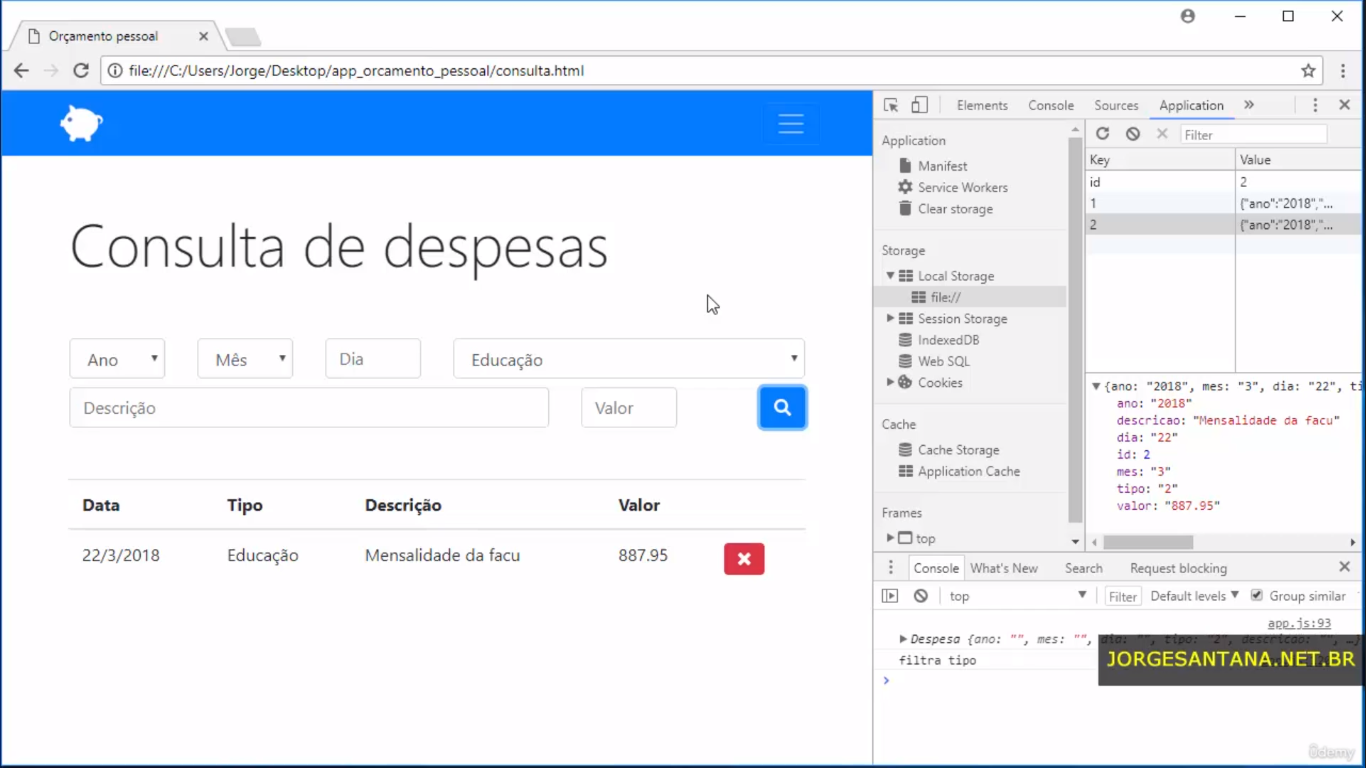 Orçamento pessoal
file:///C:/Users/Jorge/Desktop/app_orcamento_pessoal/consulta.html
Consulta de despesas
Ano Mês Dia Educação
Descrição Valor
Data Tipo Descrição Valor
22/3/2018 Educação Mensalidade da facu 887.95
Elements Console Sources Application
Application
Manifest
Service Workers
Clear storage
Storage
Local Storage
file://
Session Storage
IndexedDB
Web SQL
Cookies
Cache
Cache Storage
Application Cache
Frames
top
Filter
Key Value
id 2
1 {"ano":"2018","...
2 {"ano":"2018","...
{ano: "2018", mes: "3", dia: "22", ti
ano: "2018"
descricao: "Mensalidade da facu"
dia: "22"
id: 2
mes: "3"
tipo: "2"
valor: "887.95"
Console What's New Search Request blocking
top Filter Default levels Group similar
app.js:93
Despesa {ano: "", mes: "", dia: "", tipo: "2", descricao: "", …}
filtra tipo
JORGESANTANA.NET.BR
ûdemy